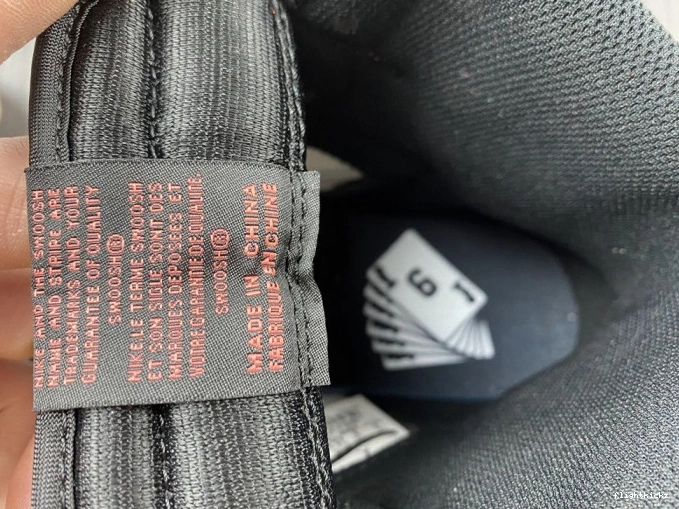 NIKE AND THE SWOOSH
NAME AND STRIPE ARE
TRADEMARKS AND YOUR
GUARANTEE OF QUALITY
SWOOSH®
NIKE.LE TERME SWOOSH
ET SON SIGLE SONT DES
MARQUES DEPOSEES ET
VOTRE GARANTIE DE QUALITE.
SWOOSH®
MADE IN CHINA
FABRIQUE EN CHINE
6